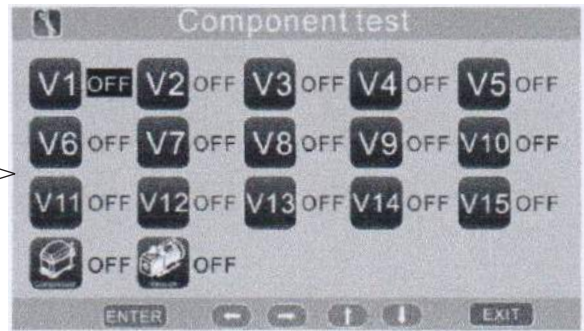 Component test
V1 OFF V2 OFF V3 OFF V4 OFF V5 OFF
V6 OFF V7 OFF V8 OFF V9 OFF V10 OFF
V11 OFF V12 OFF V13 OFF V14 OFF V15 OFF
OFF OFF
ENTER EXIT